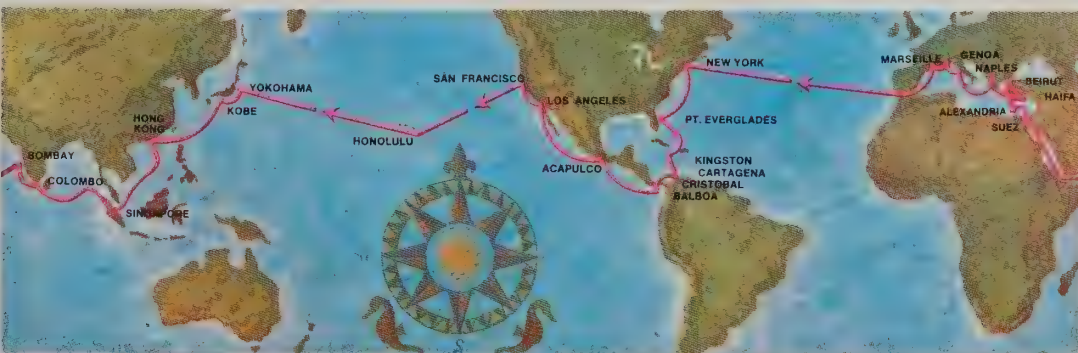 BOMBAY
COLOMBO
SINGAPORE
HONG
KONG
KOBE
YOKOHAMA
HONOLULU
SAN FRANCISCO
LOS ANGELES
ACAPULCO
NEW YORK
PT. EVERGLADES
KINGSTON
CARTAGENA
CRISTOBAL
BALBOA
MARSEILLE
GENOA
NAPLES
BEIRUT
HAIFA
ALEXANDRIA
SUEZ
S